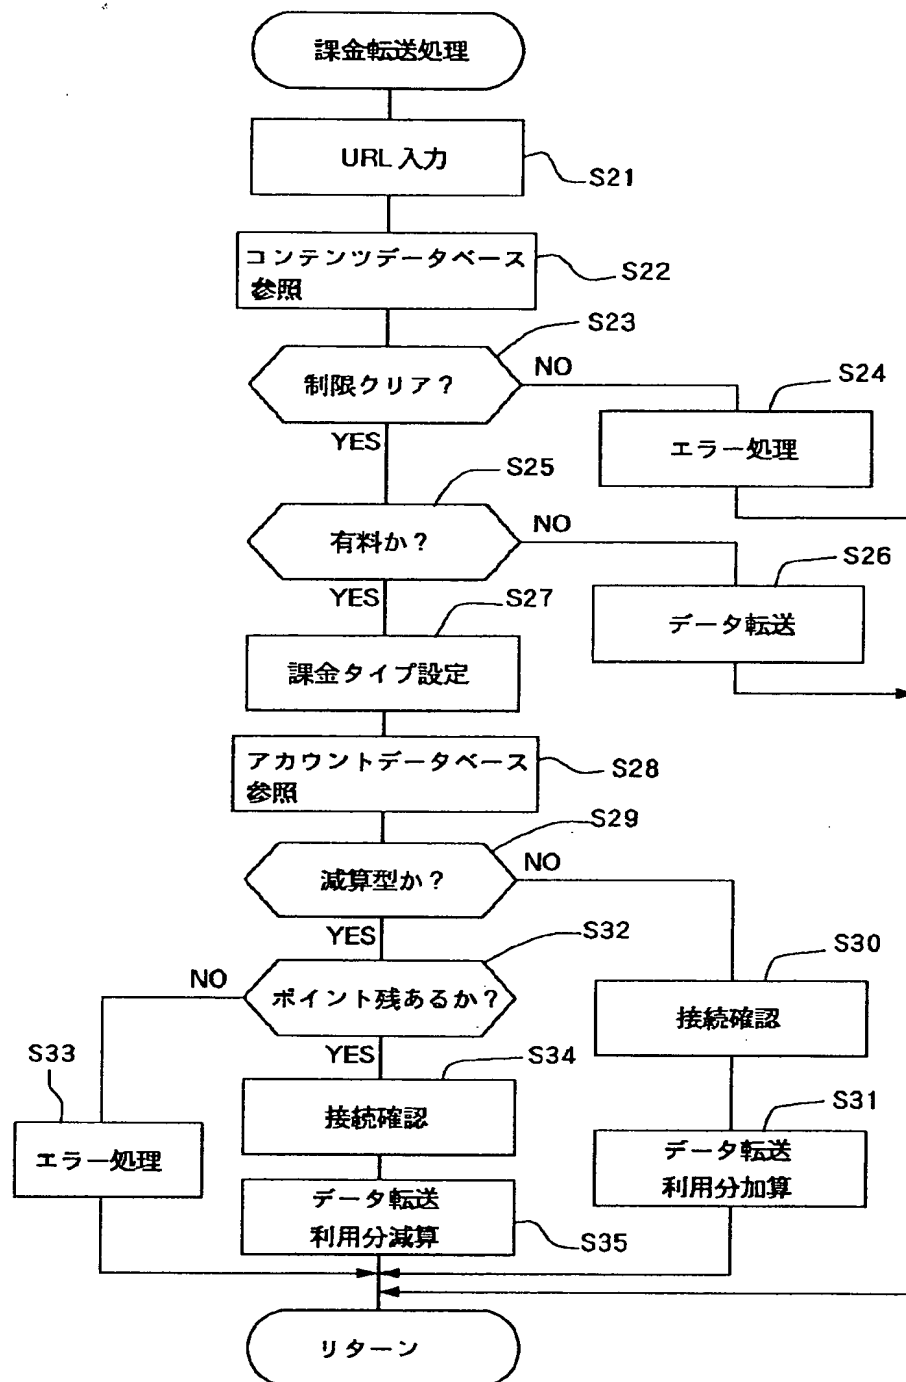 課金転送処理
URL入力
S21
コンテンツデータベース
参照
S22
S23
制限クリア?
NO
YES
S24
エラー処理
S25
有料か?
NO
YES
S26
データ転送
S27
課金タイプ設定
アカウントデータベース
参照
S28
S29
減算型か?
NO
YES
S30
接続確認
S31
データ転送
利用分加算
S32
ポイント残あるか?
NO
YES
S33
エラー処理
S34
接続確認
データ転送
利用分減算
S35
リターン